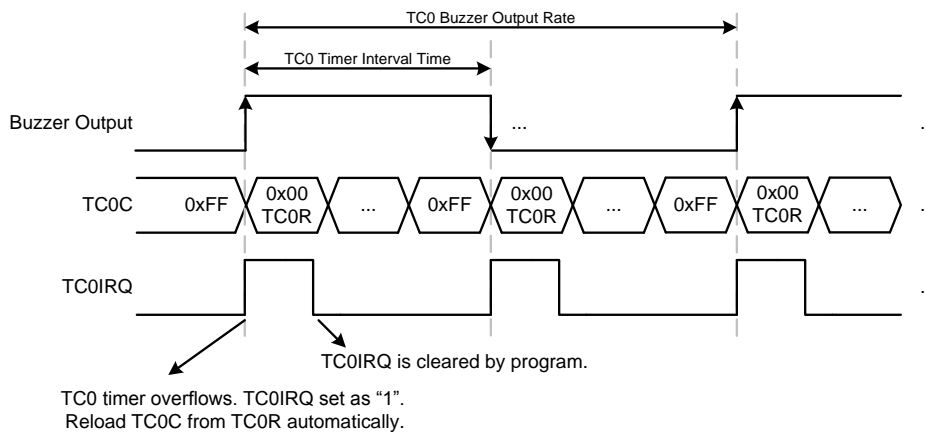 TC0 Buzzer Output Rate
TC0 Timer Interval Time
Buzzer Output ... .
TC0C 0xFF 0x00 TC0R ... 0xFF 0x00 TC0R ... 0xFF 0x00 TC0R ... .
TC0IRQ .
TC0IRQ is cleared by program.
TC0 timer overflows. TC0IRQ set as “1”.
Reload TC0C from TC0R automatically.